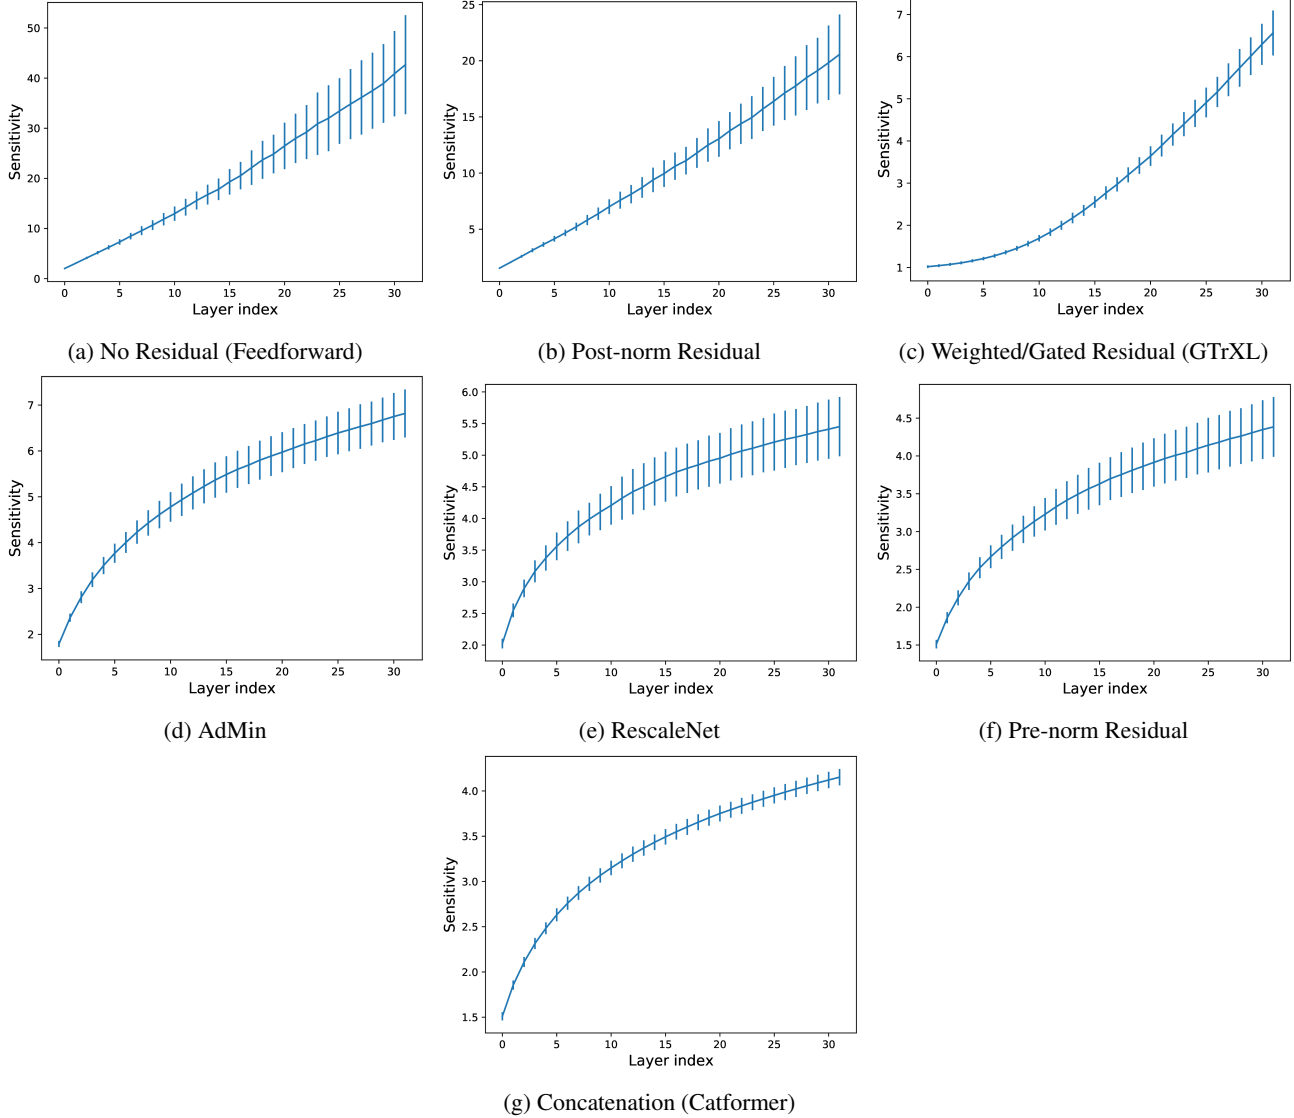 50
40
30
20
10
0
Sensitivity
0 5 10 15 20 25 30
Layer index
(a) No Residual (Feedforward)
25
20
15
10
5
Sensitivity
0 5 10 15 20 25 30
Layer index
(b) Post-norm Residual
7
6
5
4
3
2
1
Sensitivity
0 5 10 15 20 25 30
Layer index
(c) Weighted/Gated Residual (GTrXL)
7
6
5
4
3
2
Sensitivity
0 5 10 15 20 25 30
Layer index
(d) AdMin
6.0
5.5
5.0
4.5
4.0
3.5
3.0
2.5
2.0
Sensitivity
0 5 10 15 20 25 30
Layer index
(e) RescaleNet
4.5
4.0
3.5
3.0
2.5
2.0
1.5
Sensitivity
0 5 10 15 20 25 30
Layer index
(f) Pre-norm Residual
4.0
3.5
3.0
2.5
2.0
1.5
Sensitivity
0 5 10 15 20 25 30
Layer index
(g) Concatenation (Catformer)